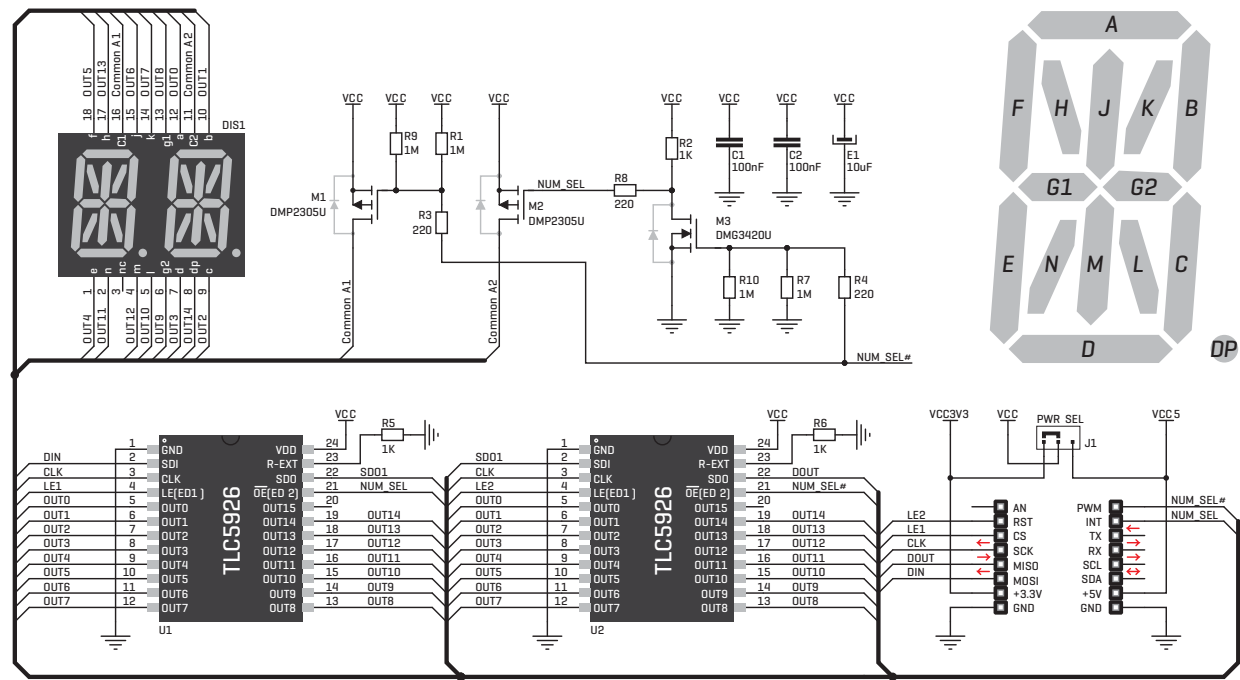 18 OUT5
17 OUT13
16 Common A1
15 OUT6
14 OUT7
13 OUT8
12 OUT0
11 Common A2
10 OUT1
DIS1
f h C1 j k g1 a C2 b
e n nc m l g2 d dp c
1 2 3 4 5 6 7 8 9
OUT4
OUT11
OUT12
OUT10
OUT9
OUT3
OUT14
OUT2
VCC VCC VCC VCC
R9
1M
R1
1M
M1
DMP2305U
R3
220
Common A1
M2
DMP2305U
Common A2
NUM_SEL
R8
220
VCC
R2
1K
M3
DMG3420U
VCC
C1
100nF
VCC
C2
100nF
VCC
E1
10uF
R10
1M
R7
1M
R4
220
NUM_SEL#
A
F H J K B
G1 G2
E N M L C
D
DP
DIN
CLK
LE1
OUT0
OUT1
OUT2
OUT3
OUT4
OUT5
OUT6
OUT7
1 GND
2 SDI
3 CLK
4 LE(ED1)
5 OUT0
6 OUT1
7 OUT2
8 OUT3
9 OUT4
10 OUT5
11 OUT6
12 OUT7
TLC5926
U1
VDD 24
R-EXT 23
SDO 22
OE(ED 2) 21
OUT15 20
OUT14 19
OUT13 18
OUT12 17
OUT11 16
OUT10 15
OUT9 14
OUT8 13
VCC
R5
1K
SDO1
NUM_SEL
OUT14
OUT13
OUT12
OUT11
OUT10
OUT9
OUT8
SDO1
CLK
LE2
OUT0
OUT1
OUT2
OUT3
OUT4
OUT5
OUT6
OUT7
1 GND
2 SDI
3 CLK
4 LE(ED1)
5 OUT0
6 OUT1
7 OUT2
8 OUT3
9 OUT4
10 OUT5
11 OUT6
12 OUT7
TLC5926
U2
VDD 24
R-EXT 23
SDO 22
OE(ED 2) 21
OUT15 20
OUT14 19
OUT13 18
OUT12 17
OUT11 16
OUT10 15
OUT9 14
OUT8 13
VCC
R6
1K
DOUT
NUM_SEL#
OUT14
OUT13
OUT12
OUT11
OUT10
OUT9
OUT8
VCC3V3
VCC
PWR SEL
J1
VCC5
LE2
LE1
CLK
DOUT
DIN
AN
RST
CS
SCK
MISO
MOSI
+3.3V
GND
PWM
INT
TX
RX
SCL
SDA
+5V
GND
NUM_SEL#
NUM_SEL